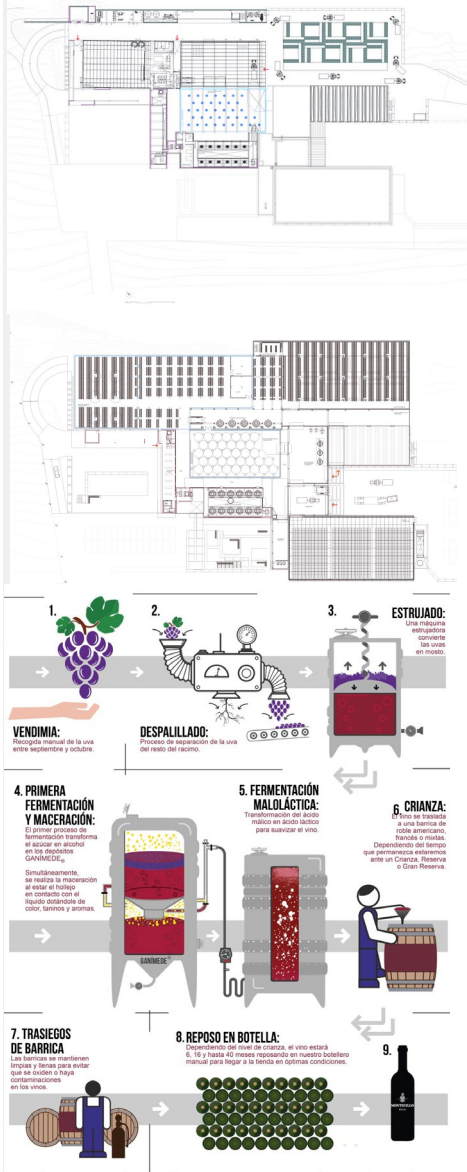 1.
VENDIMIA:
Recogida manual de la uva
entre septiembre y octubre.
2.
DESPALILLADO:
Proceso de separación de la uva
del resto del racimo.
3.
ESTRUJADO:
Una máquina
estrujadora
convierte
las uvas
en mosto.
4. PRIMERA
FERMENTACIÓN
Y MACERACIÓN:
El primer proceso de
fermentación transforma
el azúcar en alcohol
en los depósitos
GANÍMEDE®
Simultáneamente,
se realiza la maceración
al estar el hollejo
en contacto con el
líquido dotándole de
color, taninos y aromas.
GANÍMEDE®
5. FERMENTACIÓN
MALOLÁCTICA:
Transformación del ácido
málico en ácido láctico
para suavizar el vino.
6. CRIANZA:
El vino se traslada
a una barrica de
roble americano,
francés o mixtas.
Dependiendo del tiempo
que permanezca estaremos
ante un Crianza, Reserva
o Gran Reserva.
7. TRASIEGOS
DE BARRICA
Las barricas se mantienen
limpias y llenas para evitar
que se oxiden o haya
contaminaciones
en los vinos.
8. REPOSO EN BOTELLA:
Dependiendo del nivel de crianza, el vino estará
6, 16 y hasta 40 meses reposando en nuestro botellero
manual para llegar a la tienda en óptimas condiciones.
9.
MONTECILLO